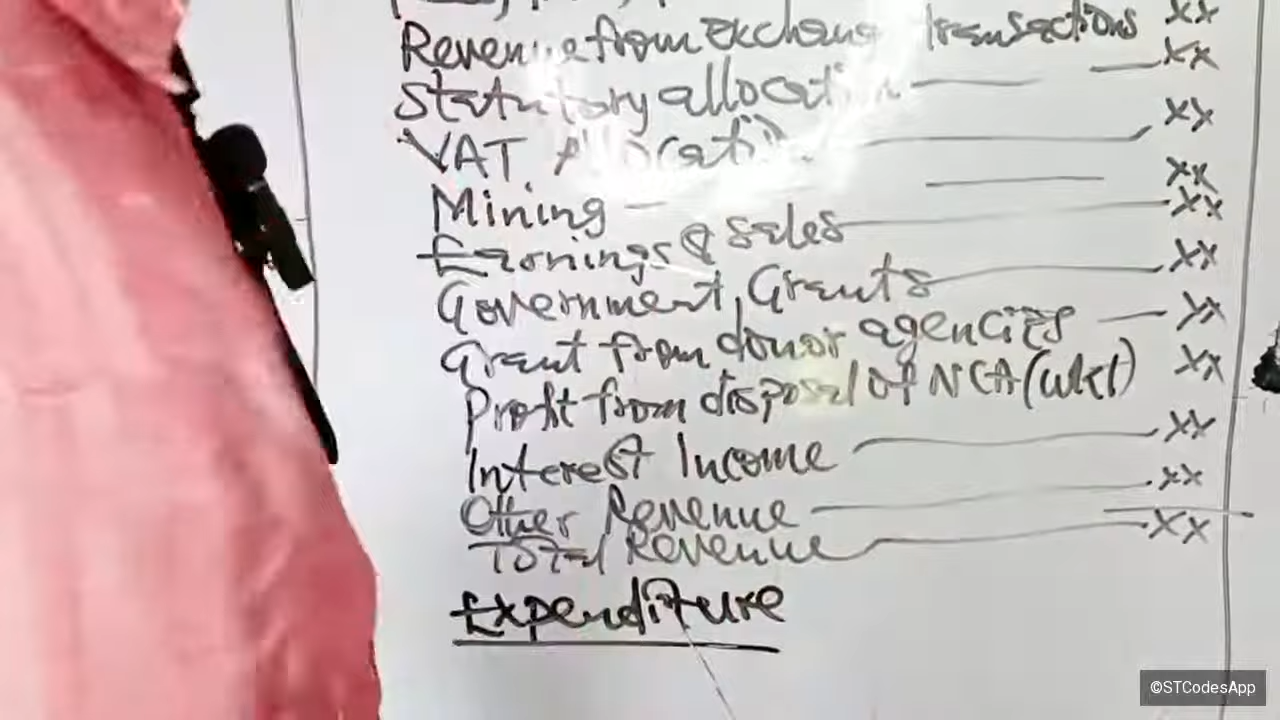 Revenue from exchange transactions xx
Statutory allocation xx
VAT Allocation xx
Mining xx
Earnings & sales xx
Government Grants xx
Grant from donor agencies xx
Profit from disposal of NCA (wk1) xx
Interest Income xx
Other Revenue xx
Total Revenue xx
Expenditure
©STCodesApp